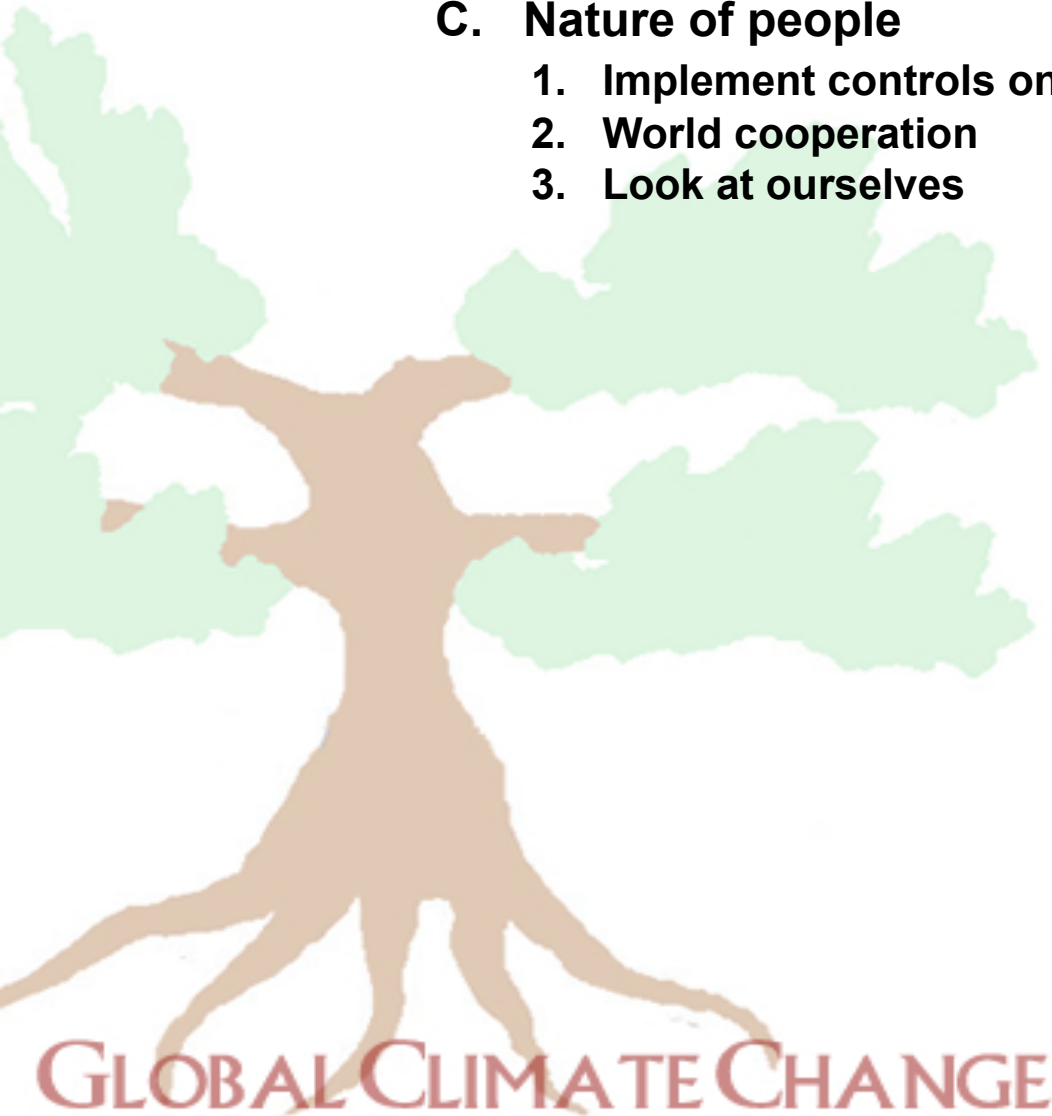 C. Nature of people
1. Implement controls on
2. World cooperation
3. Look at ourselves
GLOBAL CLIMATE CHANGE